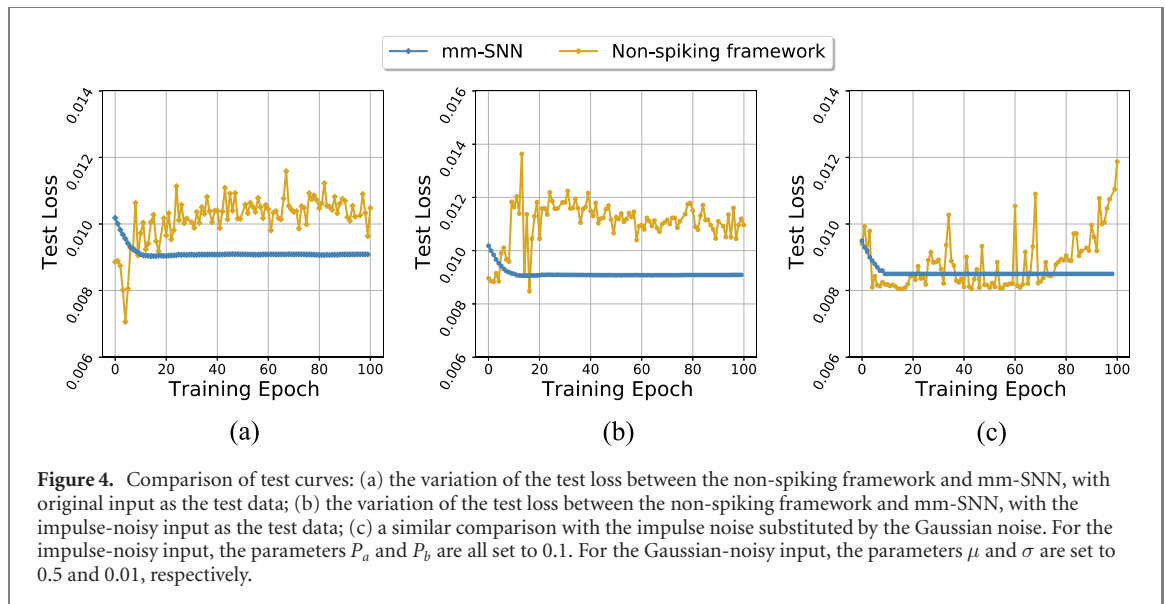 mm-SNN Non-spiking framework
0.014
0.012
0.010
0.008
0.006
Test Loss
0 20 40 60 80 100
Training Epoch
(a)
0.016
0.014
0.012
0.010
0.008
0.006
Test Loss
0 20 40 60 80 100
Training Epoch
(b)
0.014
0.012
0.010
0.008
0.006
Test Loss
0 20 40 60 80 100
Training Epoch
(c)
Figure 4. Comparison of test curves: (a) the variation of the test loss between the non-spiking framework and mm-SNN, with
original input as the test data; (b) the variation of the test loss between the non-spiking framework and mm-SNN, with the
impulse-noisy input as the test data; (c) a similar comparison with the impulse noise substituted by the Gaussian noise. For the
impulse-noisy input, the parameters Pa and Pb are all set to 0.1. For the Gaussian-noisy input, the parameters μ and σ are set to
0.5 and 0.01, respectively.